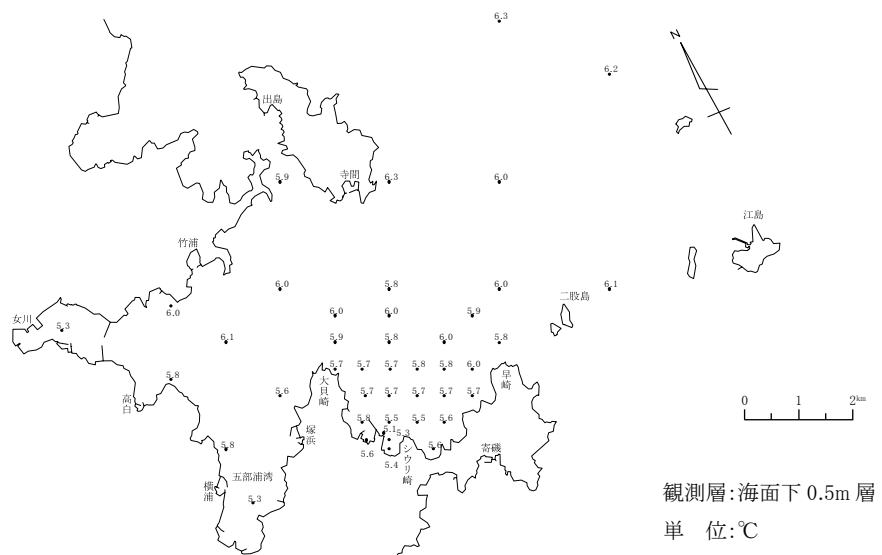 6.3
6.2
N
出島
寺間
5.9
6.3
6.0
江島
竹浦
6.0
5.8
6.0
6.1
二股島
女川
5.3
6.0
6.0
6.0
5.9
6.1
5.9
5.8
6.0
5.8
5.8
5.7
5.7
5.7
5.8
5.8
6.0
大貝崎
早崎
高白
5.6
5.7
5.7
5.7
5.7
0 1 2km
5.8
5.5
5.5
5.6
塚浜
5.1
5.3
5.8
5.6
5.6
シウリ崎
寄磯
5.4
五部浦湾
横浦
5.3
観測層:海面下 0.5m 層
単 位:℃